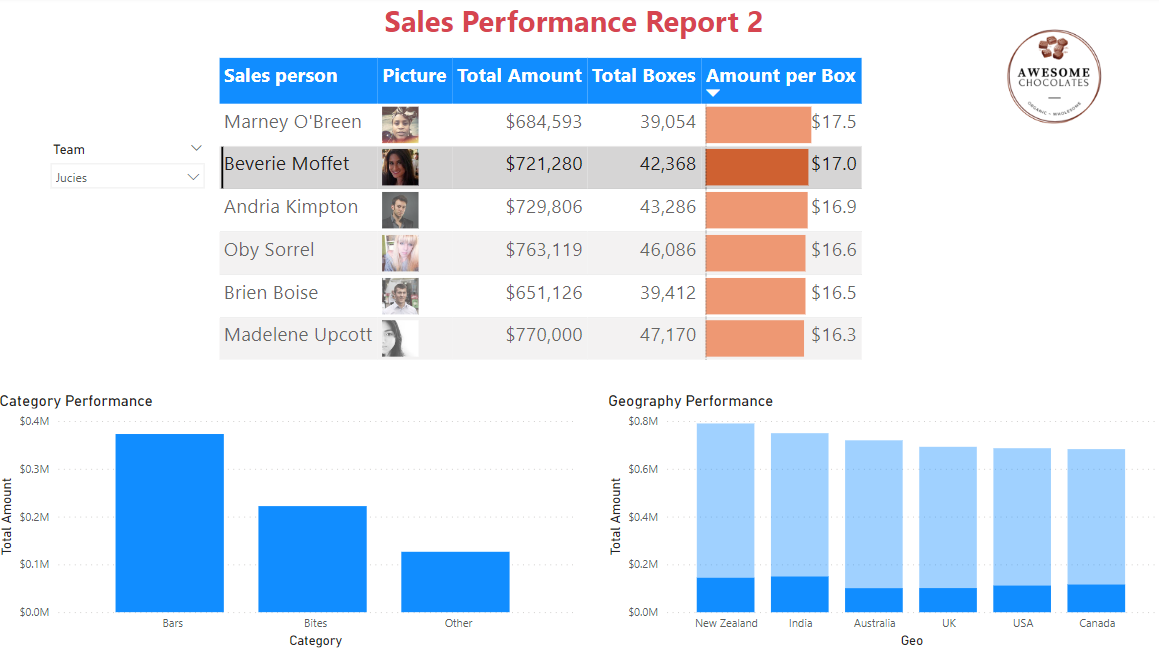 Sales Performance Report 2
AWESOME
CHOCOLATES
ORGANIC - WHOLESOME
Team
Jucies
Sales person Picture Total Amount Total Boxes Amount per Box
Marney O'Breen $684,593 39,054 $17.5
Beverie Moffet $721,280 42,368 $17.0
Andria Kimpton $729,806 43,286 $16.9
Oby Sorrel $763,119 46,086 $16.6
Brien Boise $651,126 39,412 $16.5
Madelene Upcott $770,000 47,170 $16.3
Category Performance
Total Amount
$0.4M
$0.3M
$0.2M
$0.1M
$0.0M
Bars Bites Other
Category
Geography Performance
Total Amount
$0.8M
$0.6M
$0.4M
$0.2M
$0.0M
New Zealand India Australia UK USA Canada
Geo